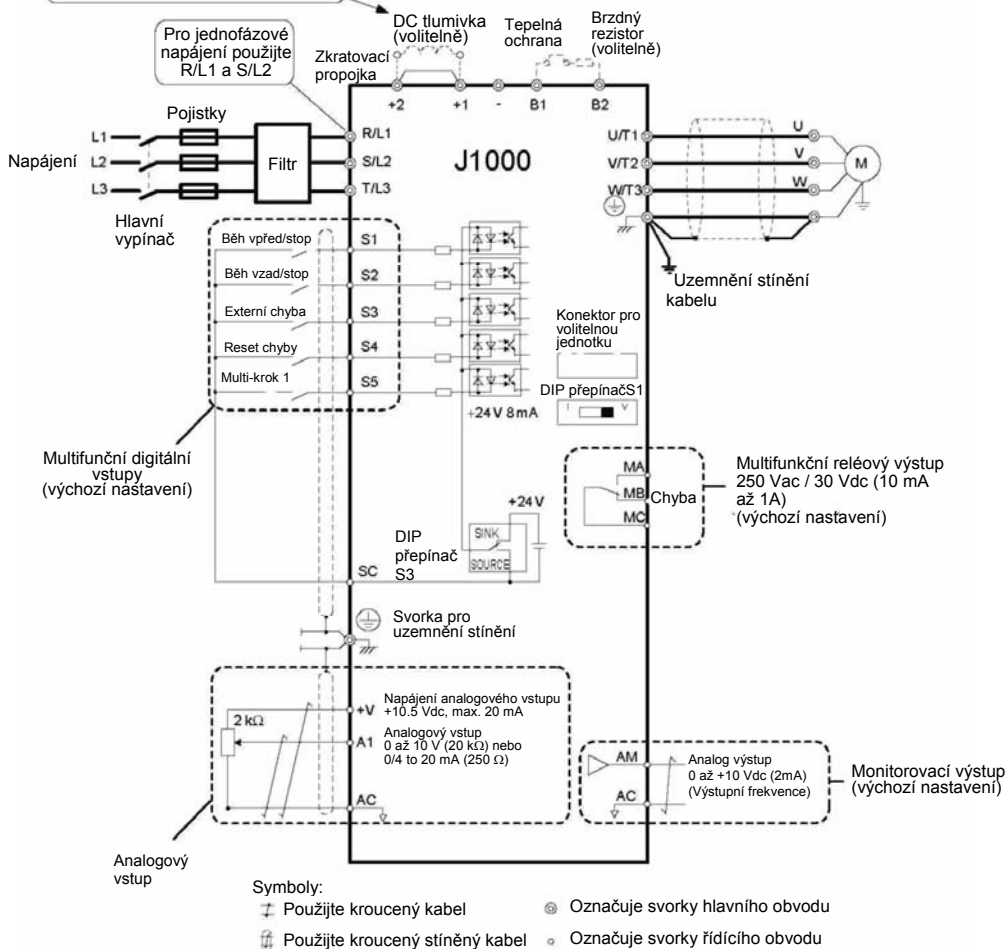 DC tlumivka
(volitelně)
Tepelná
ochrana
Brzdný
rezistor
(volitelně)
Pro jednofázové
napájení použijte
R/L1 a S/L2
Zkratovací
propojka
+2
+1
-
B1
B2
Pojistky
L1
L2
L3
Napájení
Filtr
R/L1
S/L2
T/L3
J1000
U/T1
V/T2
W/T3
U
V
W
M
Hlavní
vypínač
Uzemnění stínění
kabelu
Běh vpřed/stop
S1
Běh vzad/stop
S2
Externí chyba
S3
Reset chyby
S4
Multi-krok 1
S5
Konektor pro
volitelnou
jednotku
DIP přepínačS1
I
V
+24V 8mA
Multifunční digitální
vstupy
(výchozí nastavení)
MA
MB
MC
Chyba
Multifunkční reléový výstup
250 Vac / 30 Vdc (10 mA
až 1A)
(výchozí nastavení)
+24V
SINK
SOURCE
DIP
přepínač
S3
SC
Svorka pro
uzemnění stínění
2 kΩ
+V
Napájení analogového vstupu
+10.5 Vdc, max. 20 mA
A1
Analogový vstup
0 až 10 V (20 kΩ) nebo
0/4 to 20 mA (250 Ω)
AC
AM
Analog výstup
0 až +10 Vdc (2mA)
(Výstupní frekvence)
AC
Monitorovací výstup
(výchozí nastavení)
Analogový
vstup
Symboly:
Použijte kroucený kabel
Označuje svorky hlavního obvodu
Použijte kroucený stíněný kabel
Označuje svorky řídícího obvodu